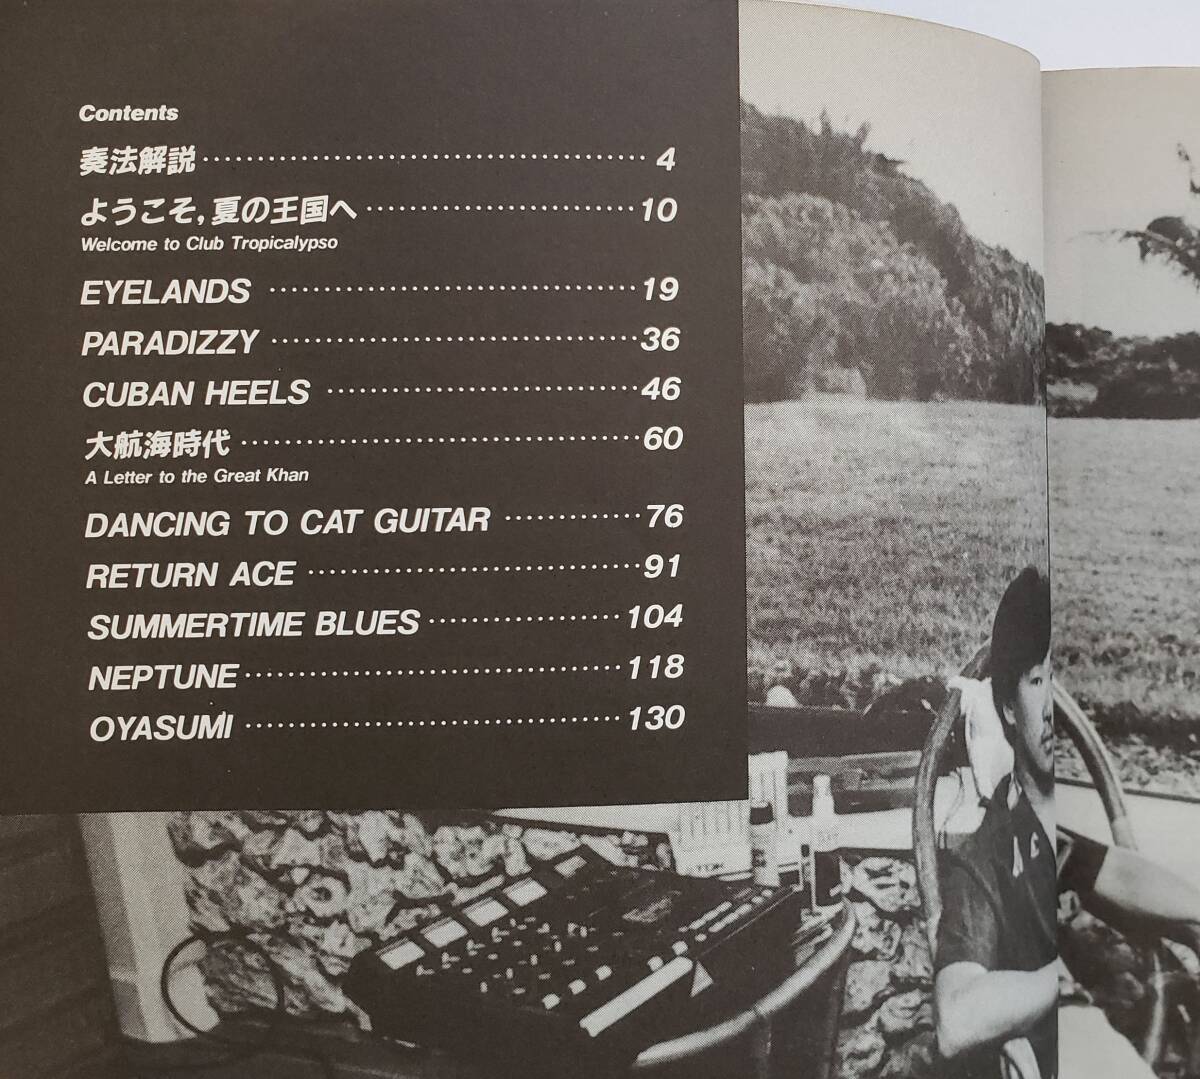 Contents
奏法解説 4
ようこそ,夏の王国へ 10
Welcome to Club Tropicalypso
EYELANDS 19
PARADIZZY 36
CUBAN HEELS 46
大航海時代 60
A Letter to the Great Khan
DANCING TO CAT GUITAR 76
RETURN ACE 91
SUMMERTIME BLUES 104
NEPTUNE 118
OYASUMI 130
TDK